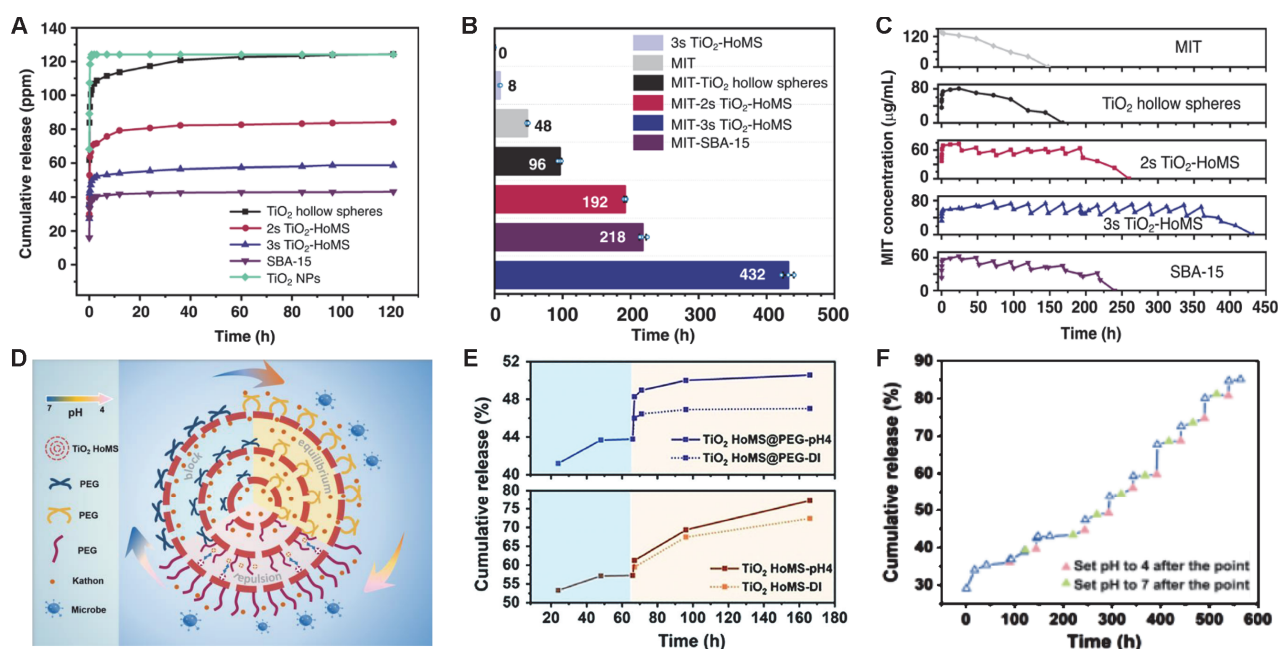 A
Cumulative release (ppm)
140
120
100
80
60
40
20
0
TiO2 hollow spheres
2s TiO2-HoMS
3s TiO2-HoMS
SBA-15
TiO2 NPs
0 20 40 60 80 100 120
Time (h)
B
0
8
48
96
192
218
432
3s TiO2-HoMS
MIT
MIT-TiO2 hollow spheres
MIT-2s TiO2-HoMS
MIT-3s TiO2-HoMS
MIT-SBA-15
0 100 200 300 400 500
Time (h)
C
MIT concentration (μg/mL)
120
60
0
MIT
80
40
0
TiO2 hollow spheres
60
30
0
2s TiO2-HoMS
80
40
0
3s TiO2-HoMS
60
30
0
SBA-15
0 50 100 150 200 250 300 350 400 450
Time (h)
D
7 4
pH
TiO2 HoMS
PEG
PEG
PEG
Kathon
Microbe
block
equilibrium
repulsion
E
Cumulative release (%)
52
48
44
40
TiO2 HoMS@PEG-pH4
TiO2 HoMS@PEG-DI
80
75
70
65
60
55
50
TiO2 HoMS-pH4
TiO2 HoMS-DI
20 40 60 80 100 120 140 160 180
Time (h)
F
Cumulative release (%)
90
80
70
60
50
40
30
Set pH to 4 after the point
Set pH to 7 after the point
0 100 200 300 400 500 600
Time (h)